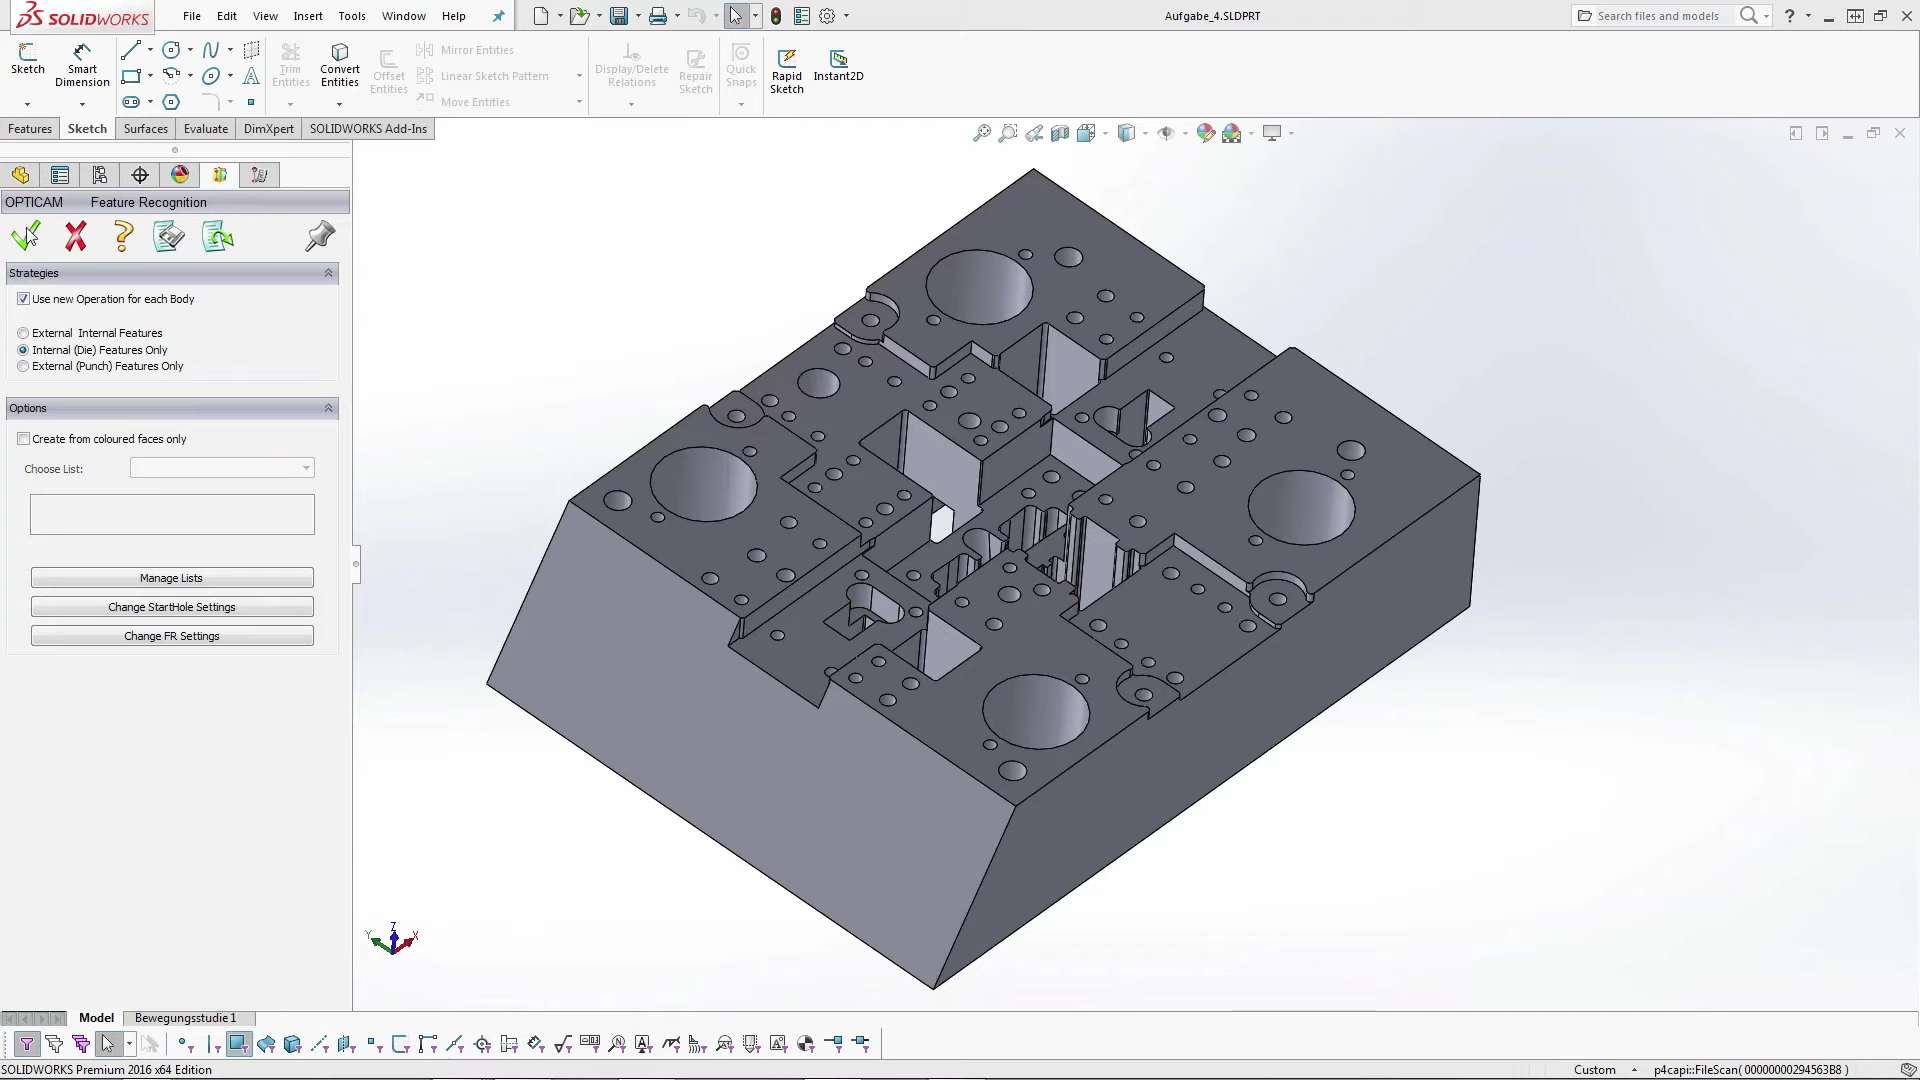 SOLIDWORKS File Edit View Insert Tools Window Help Aufgabe_4.SLDPRT Search files and models ?
Sketch Smart Dimension Trim Entities Convert Entities Offset Entities Mirror Entities Linear Sketch Pattern Move Entities Display/Delete Relations Repair Sketch Quick Snaps Rapid Sketch Instant2D
Features Sketch Surfaces Evaluate DimXpert SOLIDWORKS Add-Ins
OPTICAM Feature Recognition
Strategies
Use new Operation for each Body
External Internal Features
Internal (Die) Features Only
External (Punch) Features Only
Options
Create from coloured faces only
Choose List:
Manage Lists
Change StartHole Settings
Change FR Settings
Z
Y X
Model Bewegungsstudie 1
SOLIDWORKS Premium 2016 x64 Edition Custom p4capi::FileScan( 00000000294563B8 )